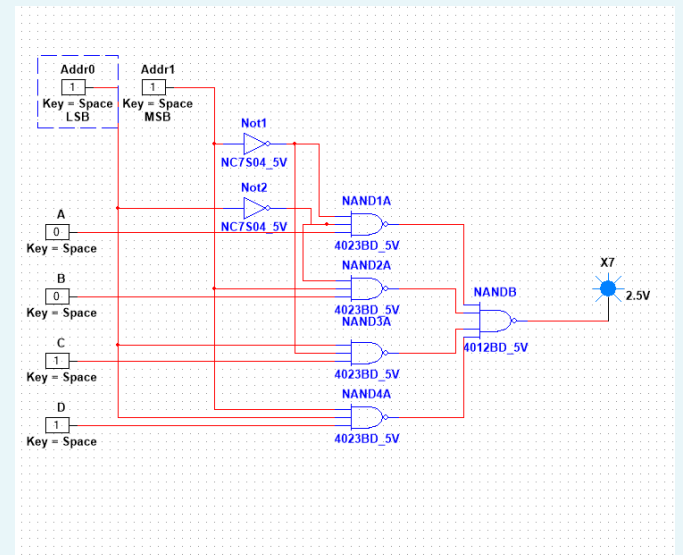 Addr0
1
Key = Space
LSB
Addr1
1
Key = Space
MSB
Not1
NC7S04_5V
Not2
NC7S04_5V
A
0
Key = Space
NAND1A
4023BD_5V
B
0
Key = Space
NAND2A
4023BD_5V
NAND3A
4023BD_5V
C
1
Key = Space
NAND4A
4023BD_5V
D
1
Key = Space
NANDB
4012BD_5V
X7
2.5V